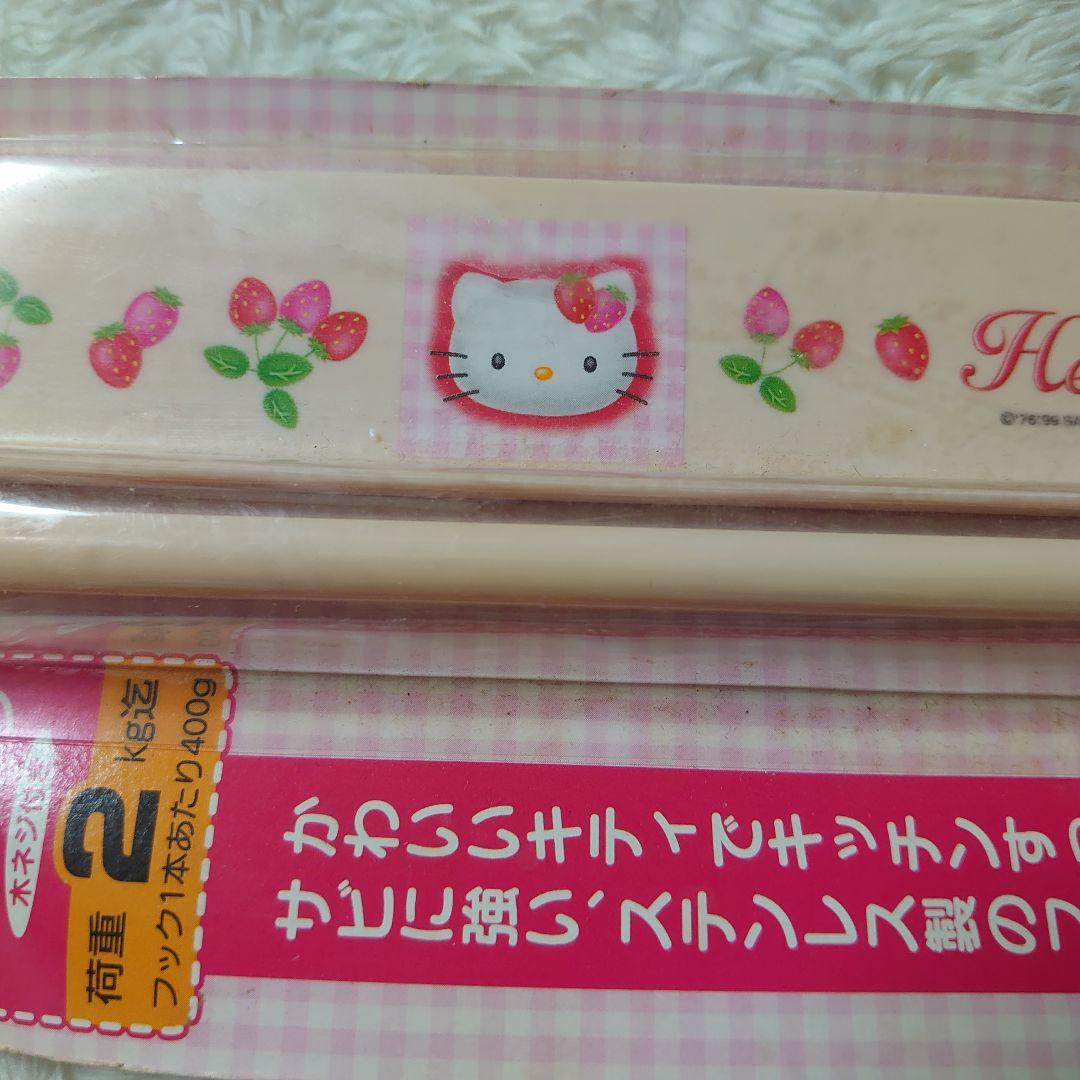 He
©'76'99 SA
木ネジ付き
荷重2kg迄
フック1本あたり400g
かわいいキティでキッチンすっ
サビに強い、ステンレス製のフ